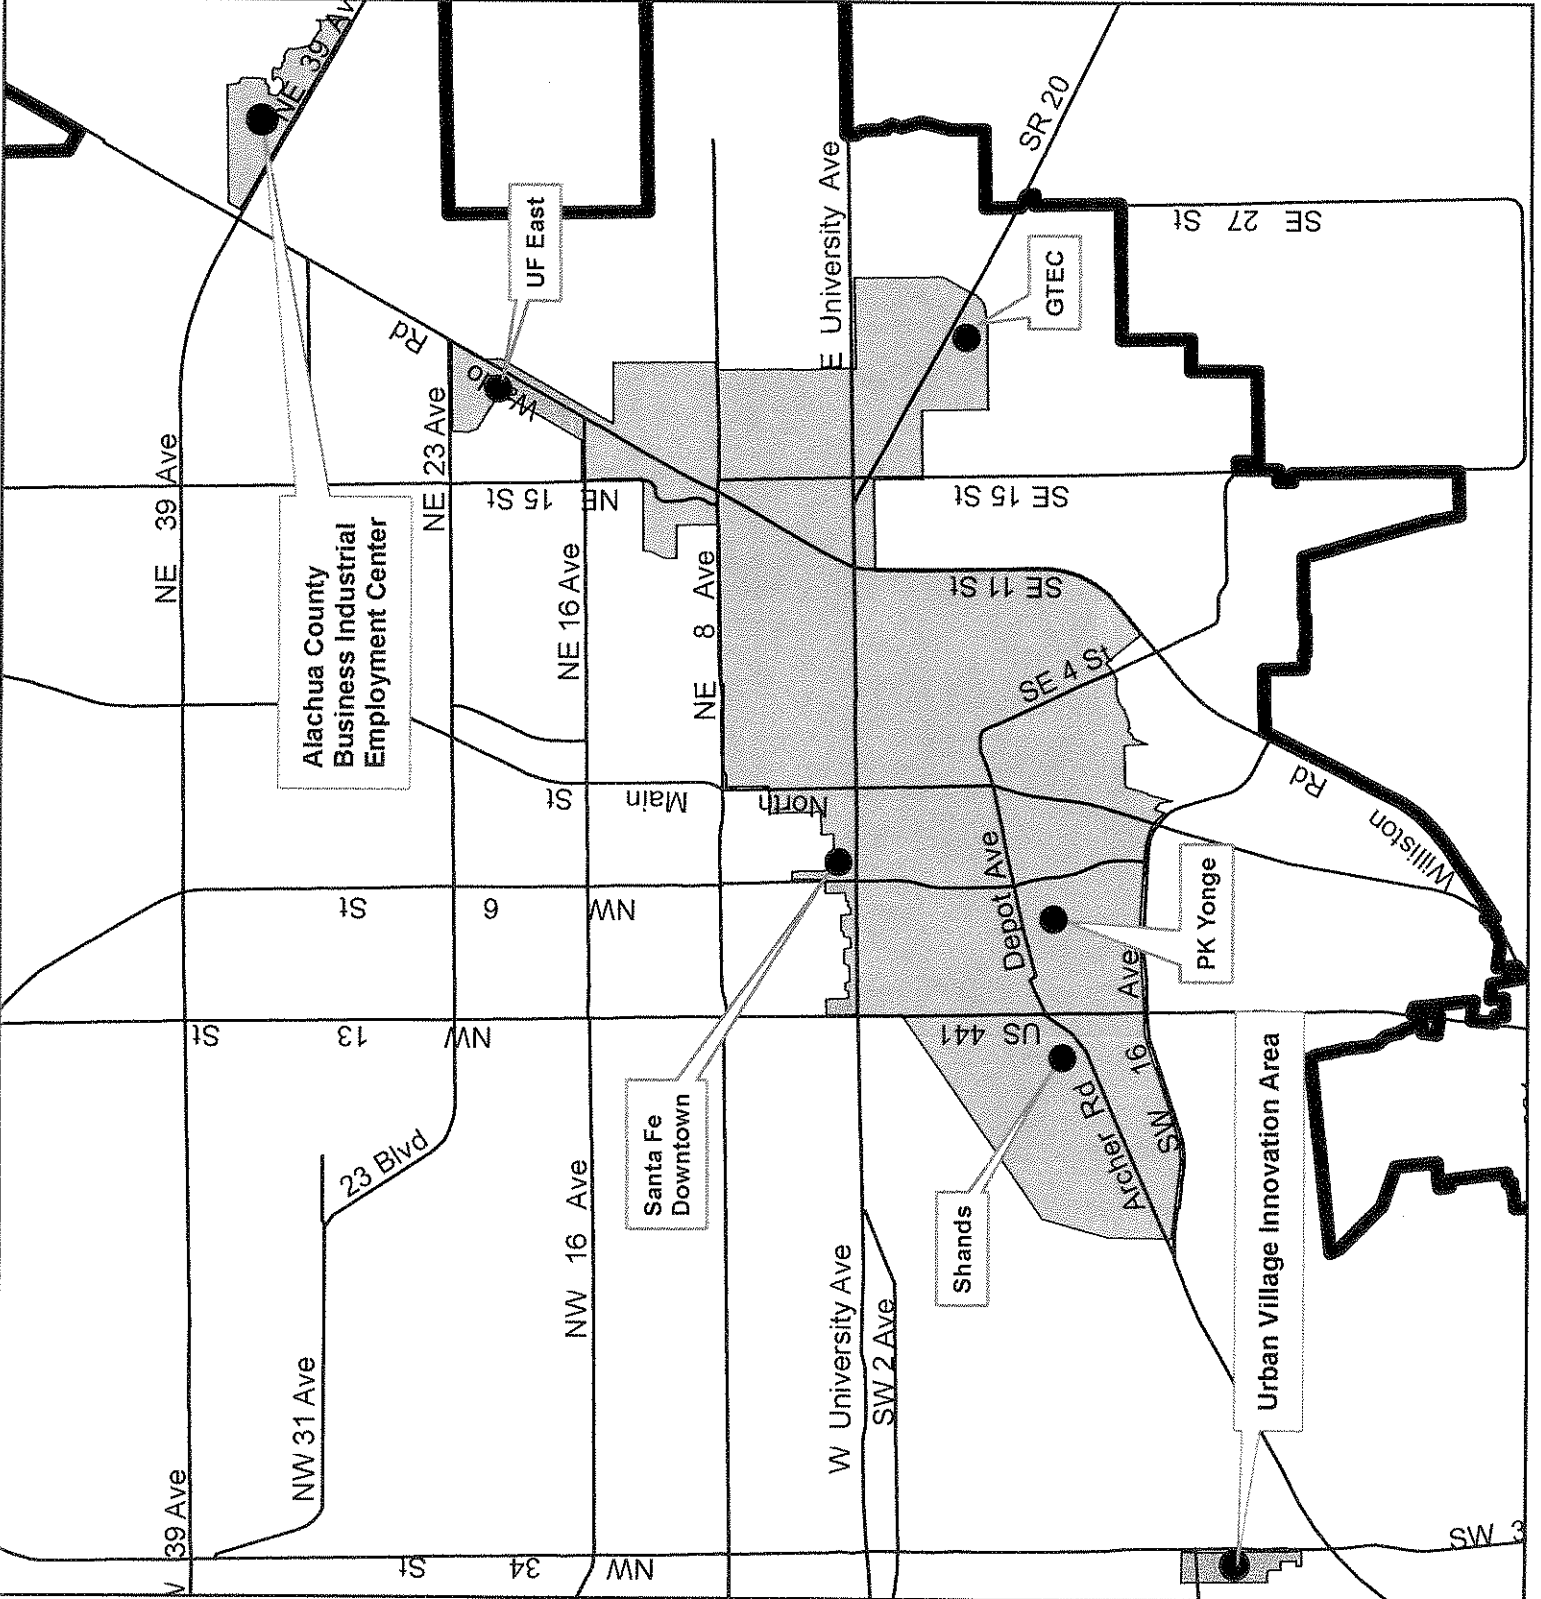 NE 39 Ave
NE 39 Av
Alachua County
Business Industrial
Employment Center
UF East
Rd
Waldo
NE 23 Ave
NE 15 St
NE 16 Ave
NE 8 Ave
E University Ave
SR 20
SE 27 St
GTEC
SE 15 St
SE 11 St
SE 4 St
North Main St
NW 6 St
NW 13 St
23 Blvd
NW 31 Ave
39 Ave
NW 34 St
NW 16 Ave
Santa Fe
Downtown
W University Ave
SW 2 Ave
Shands
US 441
Depot Ave
Archer Rd
SW 16 Ave
PK Yonge
Williston Rd
Urban Village Innovation Area
SW 3